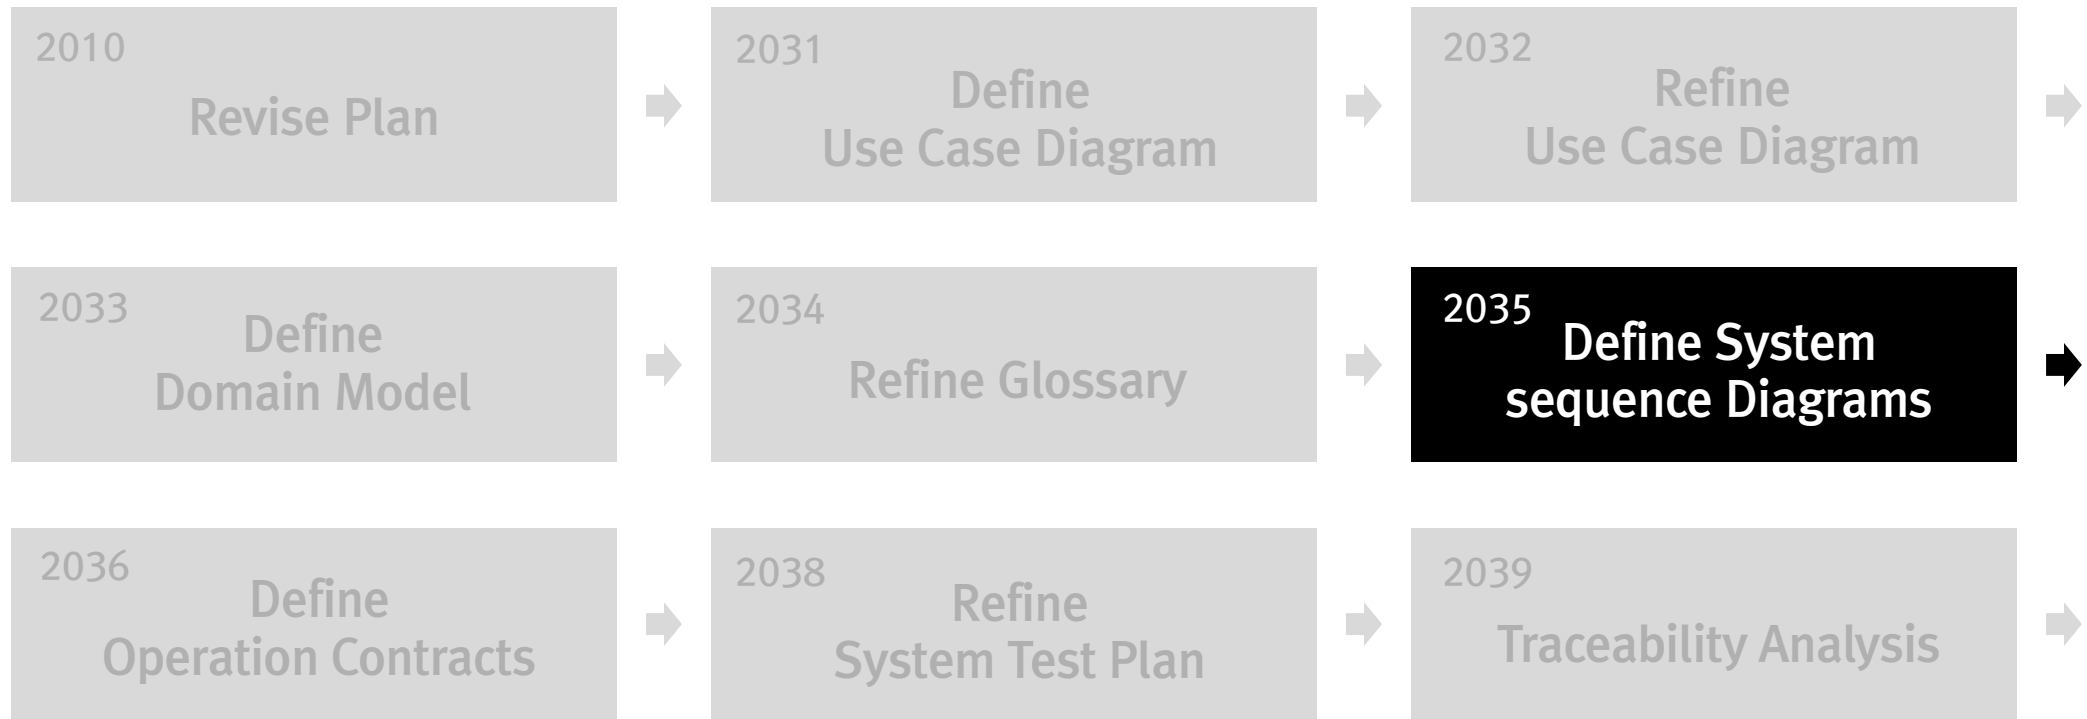 2010
Revise Plan
2031
Define
Use Case Diagram
2032
Refine
Use Case Diagram
2033
Define
Domain Model
2034
Refine Glossary
2035
Define System
sequence Diagrams
2036
Define
Operation Contracts
2038
Refine
System Test Plan
2039
Traceability Analysis